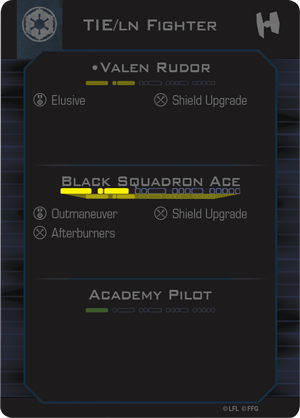 TIE/ln Fighter
•Valen Rudor
Elusive Shield Upgrade
Black Squadron Ace
Outmaneuver Shield Upgrade
Afterburners
Academy Pilot
©LFL ©FFG